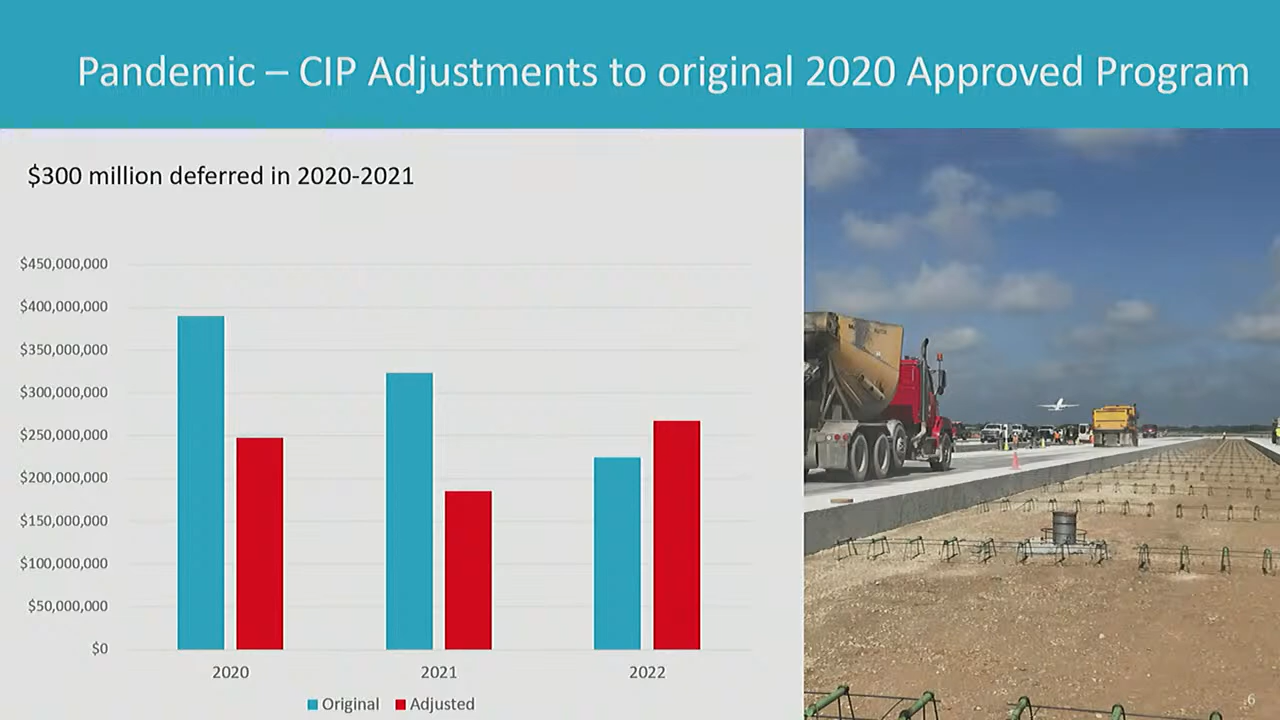 Pandemic – CIP Adjustments to original 2020 Approved Program
$300 million deferred in 2020-2021
$450,000,000
$400,000,000
$350,000,000
$300,000,000
$250,000,000
$200,000,000
$150,000,000
$100,000,000
$50,000,000
$0
2020 2021 2022
Original Adjusted
6